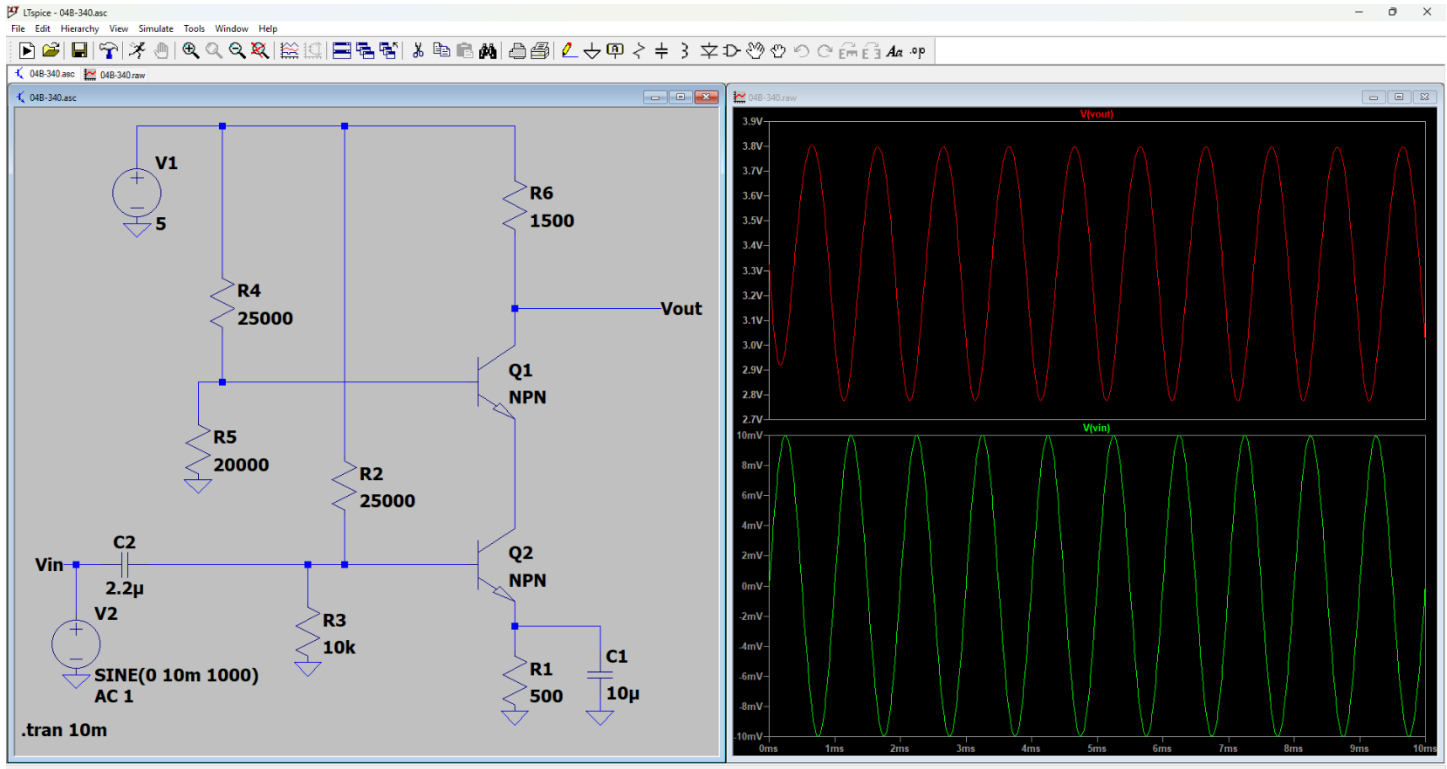 LTspice - 04B-340.asc
File Edit Hierarchy View Simulate Tools Window Help
04B-340.asc 04B-340.raw
04B-340.asc
V1
5
R6
1500
R4
25000
Vout
Q1
NPN
R5
20000
R2
25000
C2
Vin
2.2µ
Q2
NPN
V2
R3
10k
SINE(0 10m 1000)
AC 1
R1
500
C1
10µ
.tran 10m
04B-340.raw
V(vout)
3.9V
3.8V
3.7V
3.6V
3.5V
3.4V
3.3V
3.2V
3.1V
3.0V
2.9V
2.8V
2.7V
V(vin)
10mV
8mV
6mV
4mV
2mV
0mV
-2mV
-4mV
-6mV
-8mV
-10mV
0ms 1ms 2ms 3ms 4ms 5ms 6ms 7ms 8ms 9ms 10ms